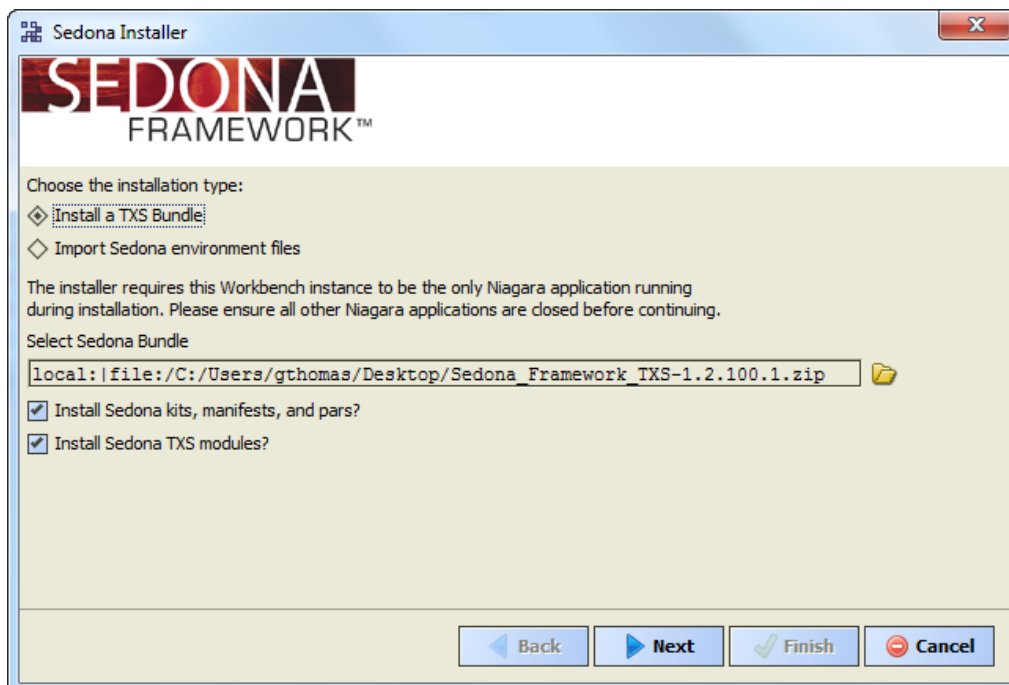 Sedona Installer
SEDONA
FRAMEWORK™
Choose the installation type:
Install a TXS Bundle
Import Sedona environment files
The installer requires this Workbench instance to be the only Niagara application running
during installation. Please ensure all other Niagara applications are closed before continuing.
Select Sedona Bundle
local:|file:/C:/Users/gthomas/Desktop/Sedona_Framework_TXS-1.2.100.1.zip
Install Sedona kits, manifests, and pars?
Install Sedona TXS modules?
Back Next Finish Cancel